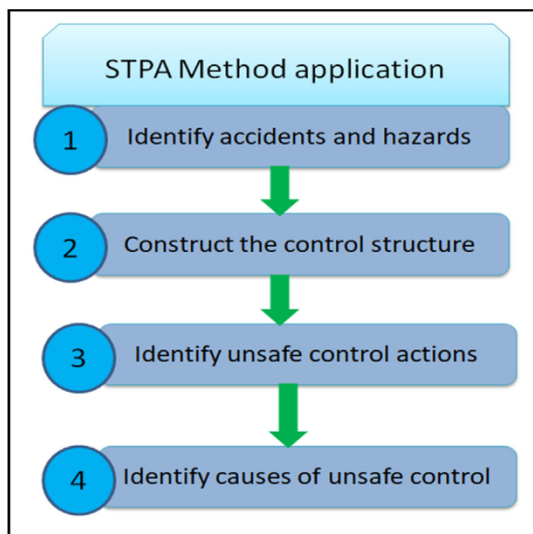 STPA Method application
1 Identify accidents and hazards
2 Construct the control structure
3 Identify unsafe control actions
4 Identify causes of unsafe control